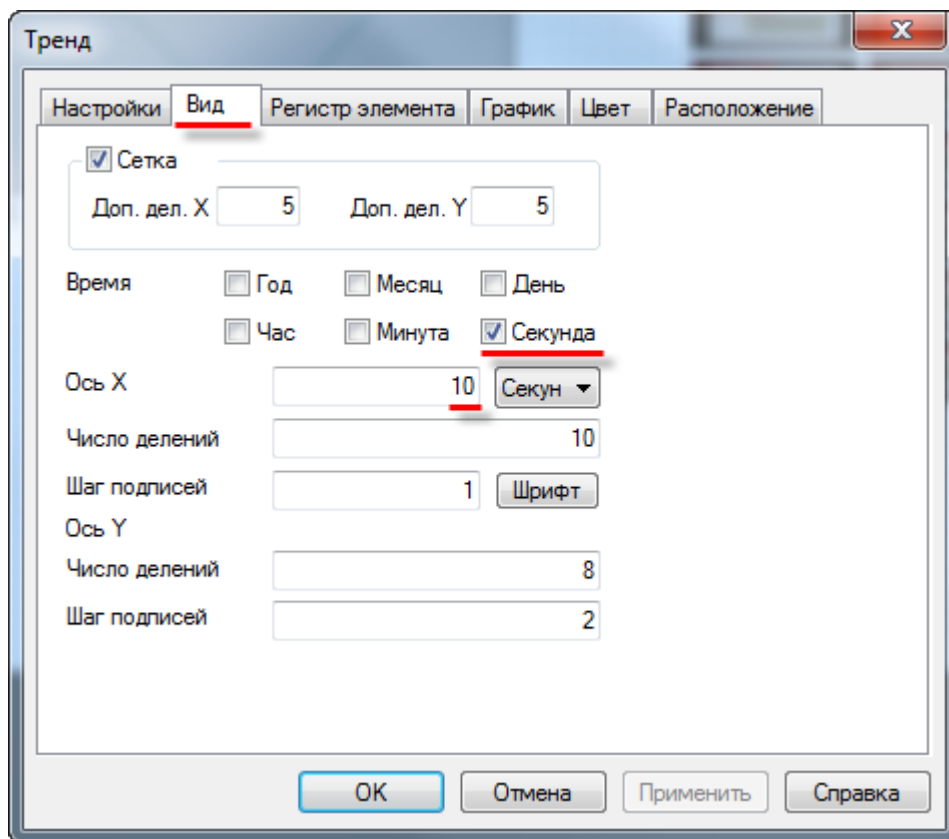 Тренд
Настройки Вид Регистр элемента График Цвет Расположение
Сетка
Доп. дел. X 5 Доп. дел. Y 5
Время Год Месяц День
Час Минута Секунда
Ось X 10 Секун
Число делений 10
Шаг подписей 1 Шрифт
Ось Y
Число делений 8
Шаг подписей 2
OK Отмена Применить Справка